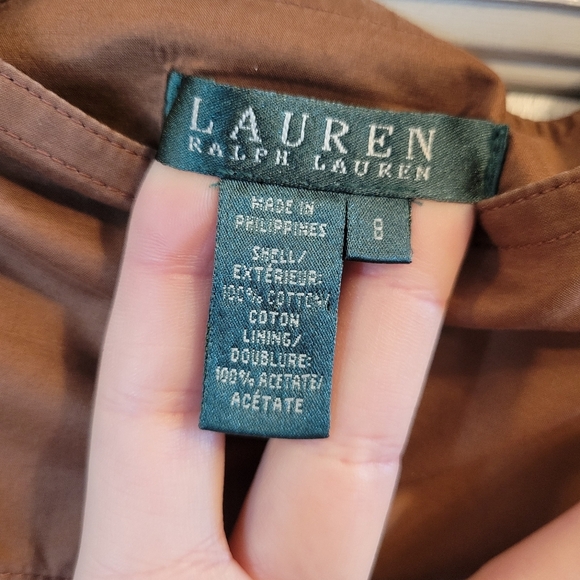 LAUREN
RALPH LAUREN
MADE IN
PHILIPPINES
8
SHELL/
EXTÉRIEUR:
100% COTTON/
COTON
LINING/
DOUBLURE:
100% ACETATE/
ACÉTATE